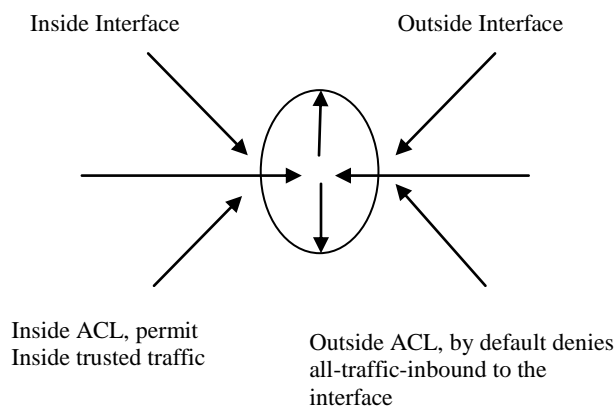 Inside Interface
Outside Interface
Inside ACL, permit
Inside trusted traffic
Outside ACL, by default denies
all-traffic-inbound to the
interface